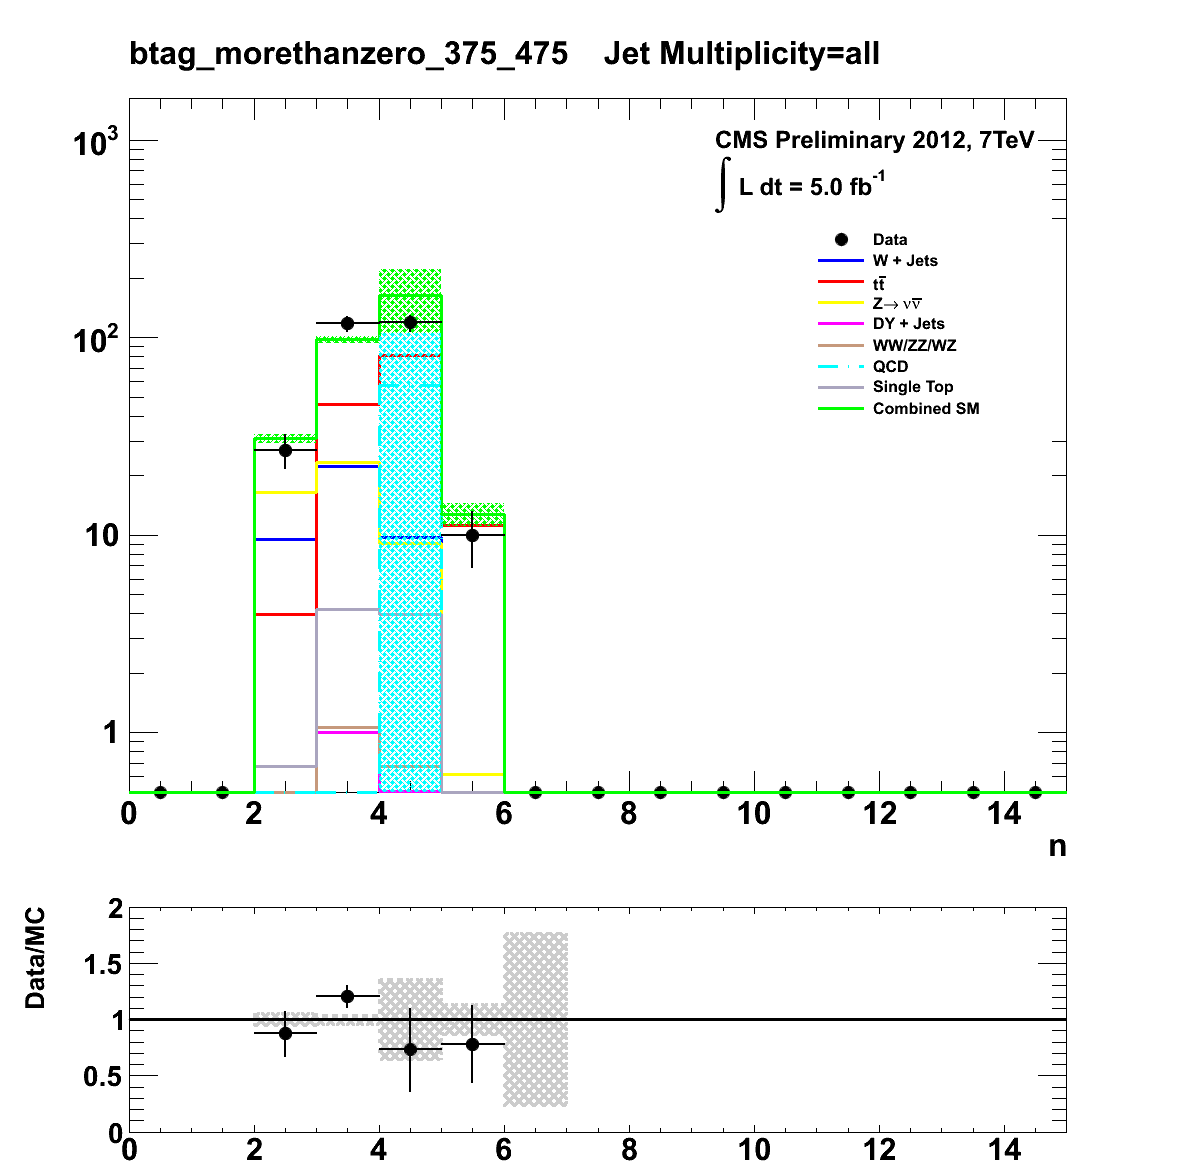 btag_morethanzero_375_475 Jet Multiplicity=all
CMS Preliminary 2012, 7TeV
∫ L dt = 5.0 fb⁻¹
Data
W + Jets
tt̅
Z→ νν̅
DY + Jets
WW/ZZ/WZ
QCD
Single Top
Combined SM
10³
10²
10
1
0 2 4 6 8 10 12 14
n
Data/MC
2
1.5
1
0.5
0
0 2 4 6 8 10 12 14